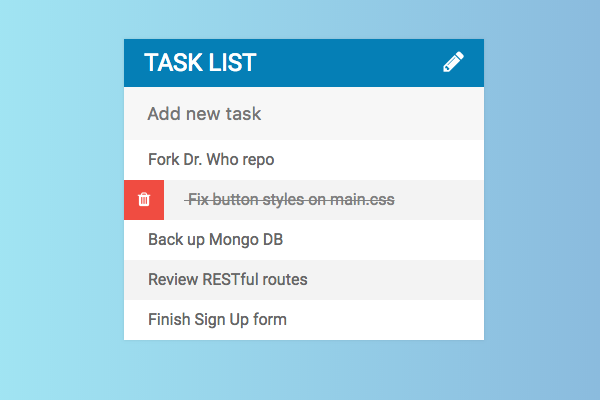 TASK LIST
Add new task
Fork Dr. Who repo
Fix button styles on main.css
Back up Mongo DB
Review RESTful routes
Finish Sign Up form